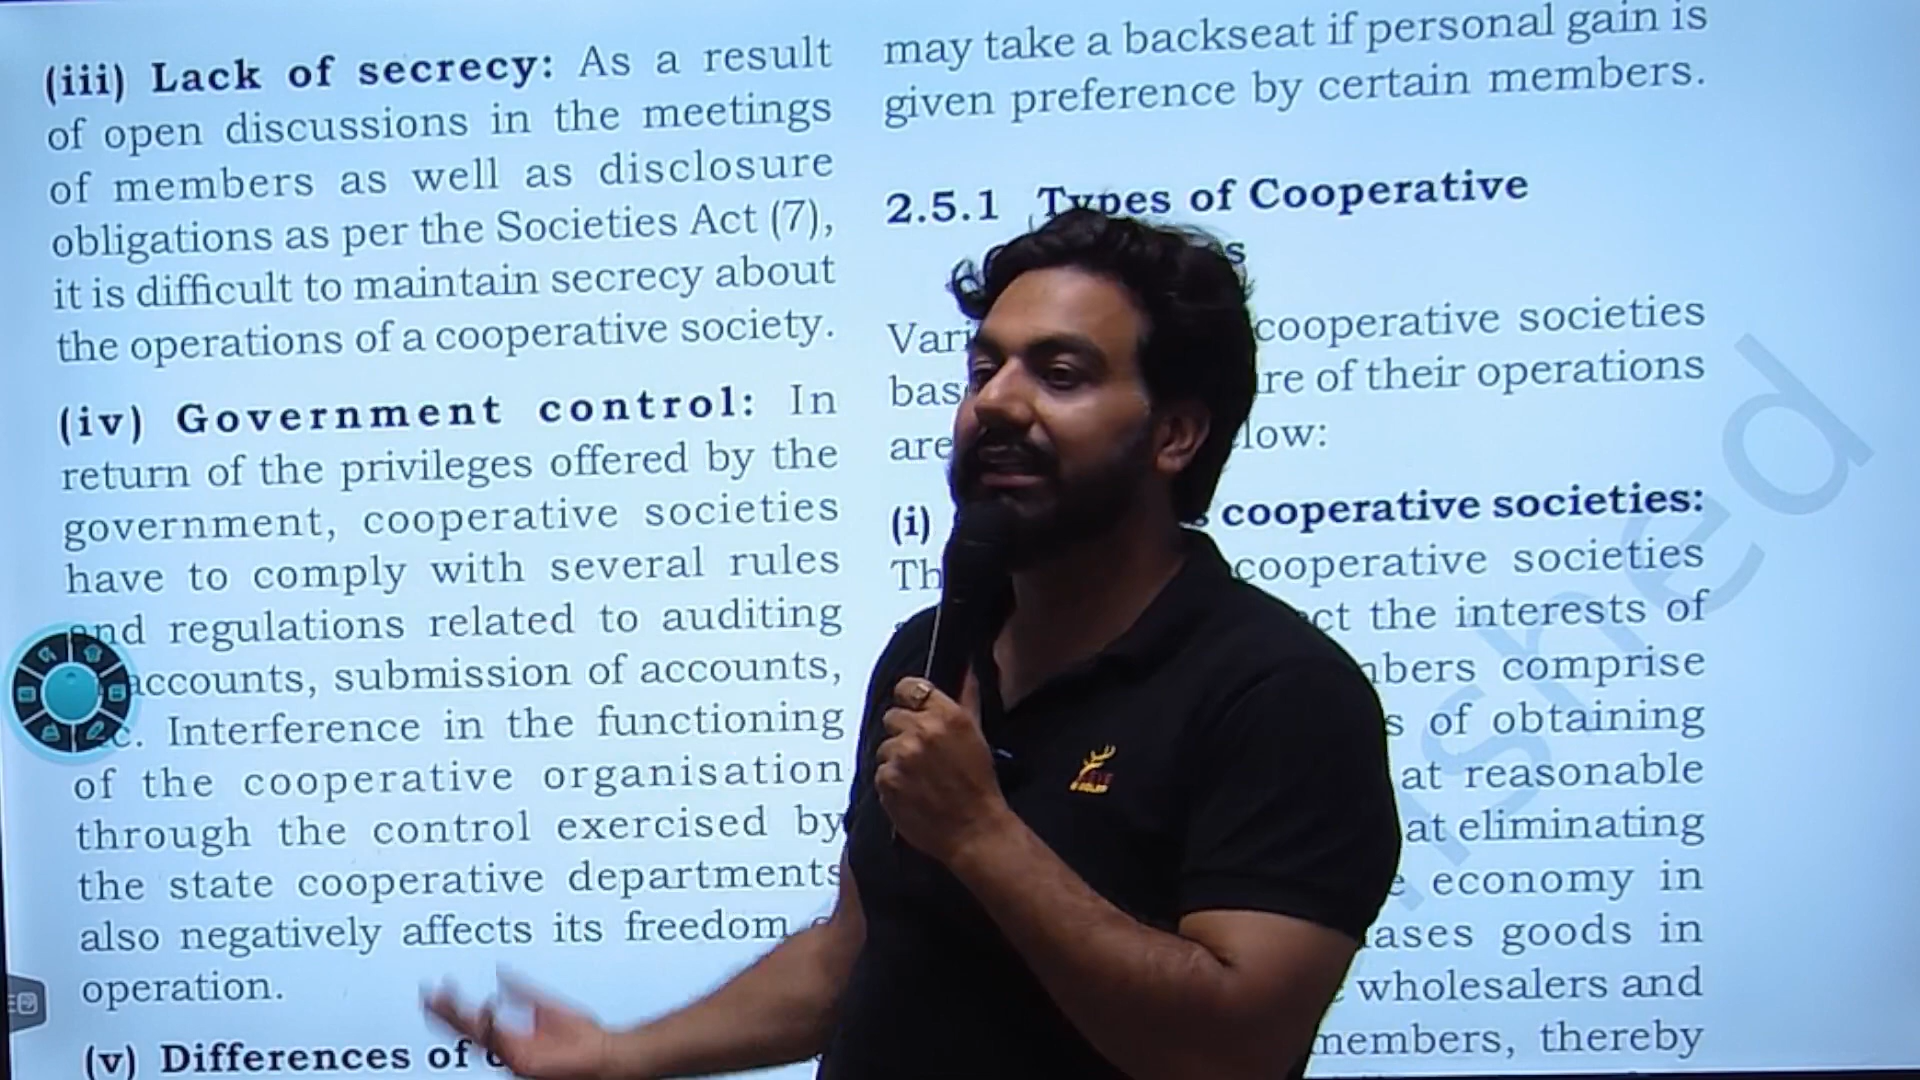 (iii) Lack of secrecy: As a result
of open discussions in the meetings
of members as well as disclosure
obligations as per the Societies Act (7),
it is difficult to maintain secrecy about
the operations of a cooperative society.
(iv) Government control: In
return of the privileges offered by the
government, cooperative societies
have to comply with several rules
and regulations related to auditing
accounts, submission of accounts,
Interference in the functioning
of the cooperative organisation
through the control exercised by
the state cooperative departments
also negatively affects its freedom
operation.
(v) Differences of
may take a backseat if personal gain is
given preference by certain members.
2.5.1 Types of Cooperative
cooperative societies
of their operations
are
(i) cooperative societies:
cooperative societies
the interests of
comprise
of obtaining
at reasonable
at eliminating
economy in
goods in
wholesalers and
members, thereby